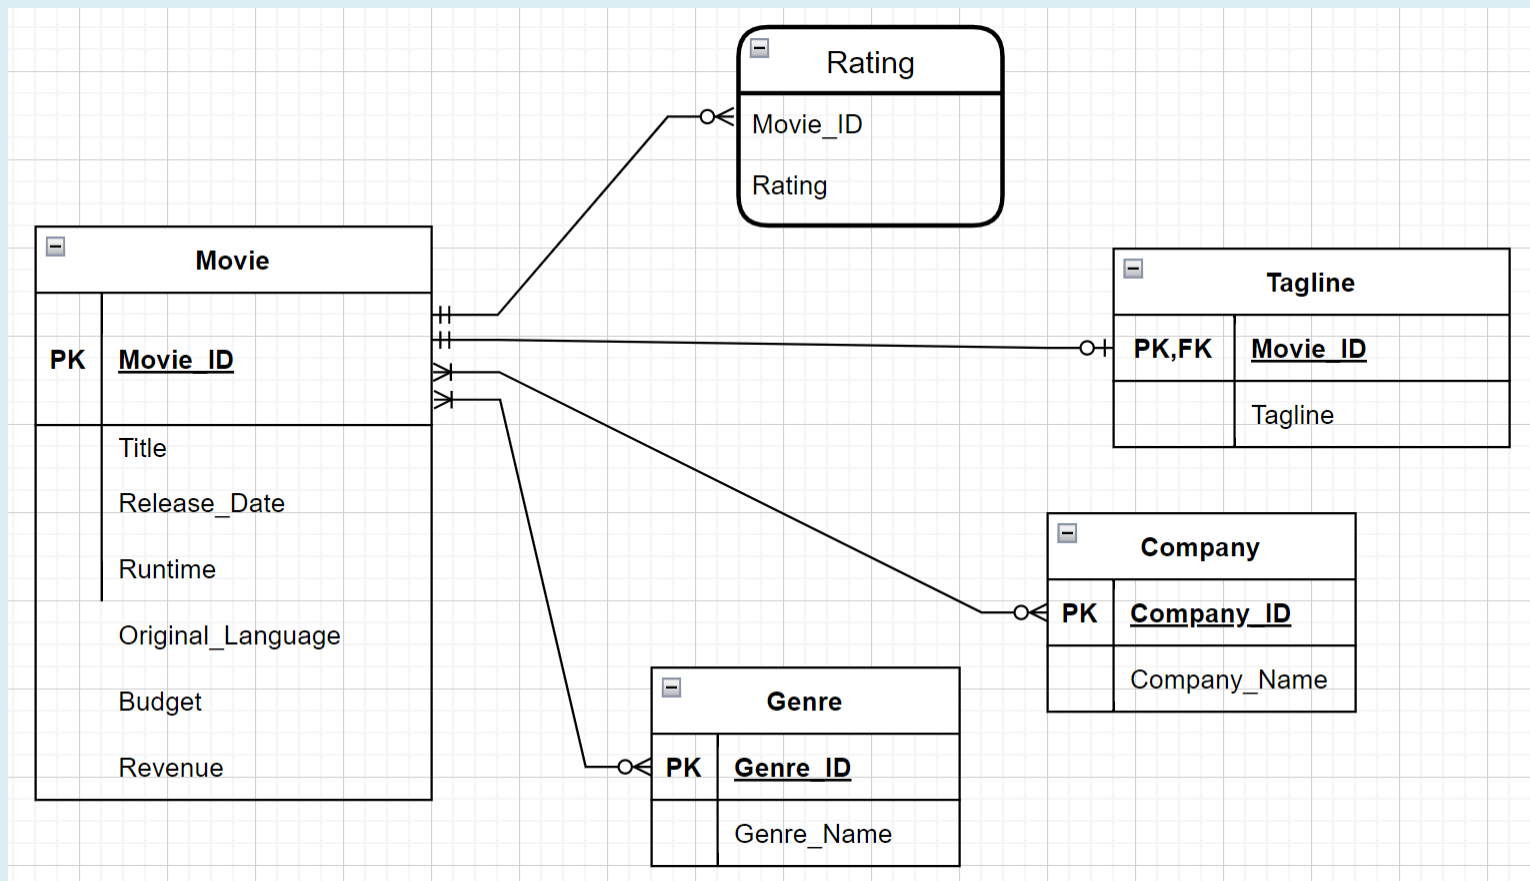 Rating
Movie_ID
Rating
Movie
PK Movie_ID
Title
Release_Date
Runtime
Original_Language
Budget
Revenue
Tagline
PK,FK Movie_ID
Tagline
Company
PK Company_ID
Company_Name
Genre
PK Genre_ID
Genre_Name